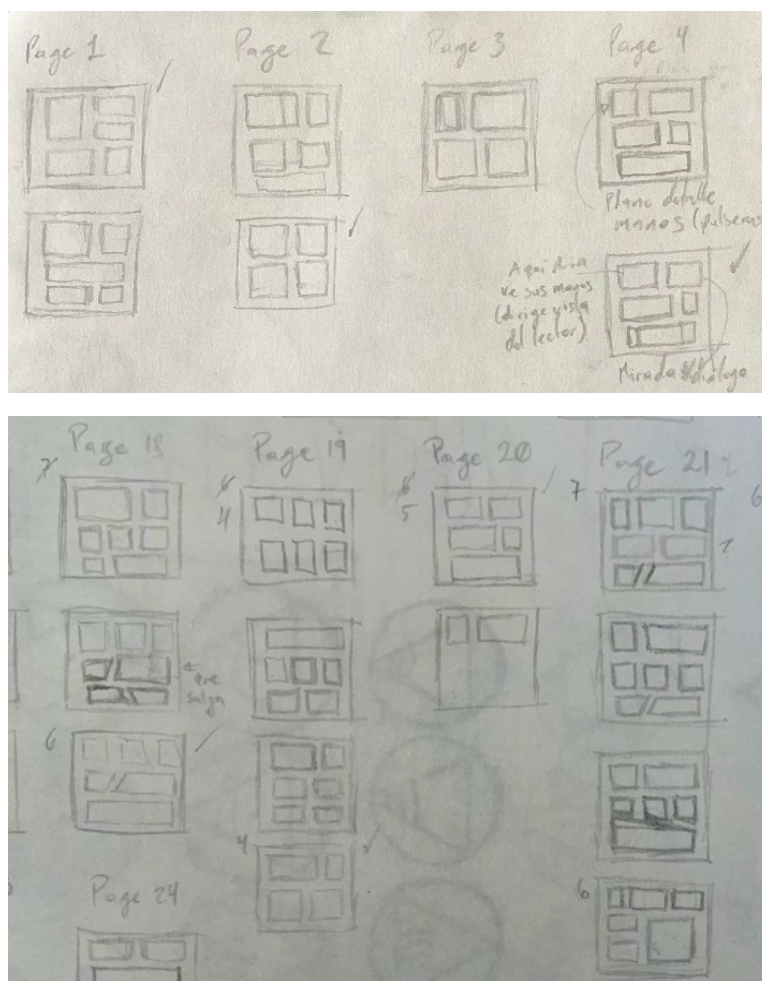 Page 1
Page 2
Page 3
Page 4
Plano detalle
manos (pulseras
Aquí
ve sus manos
(dirige vista
del lector)
Mirada diálogo
Page 18
Page 19
Page 20
Page 21
7
4
5
7
6
que
salga
6
4
6
Page 24